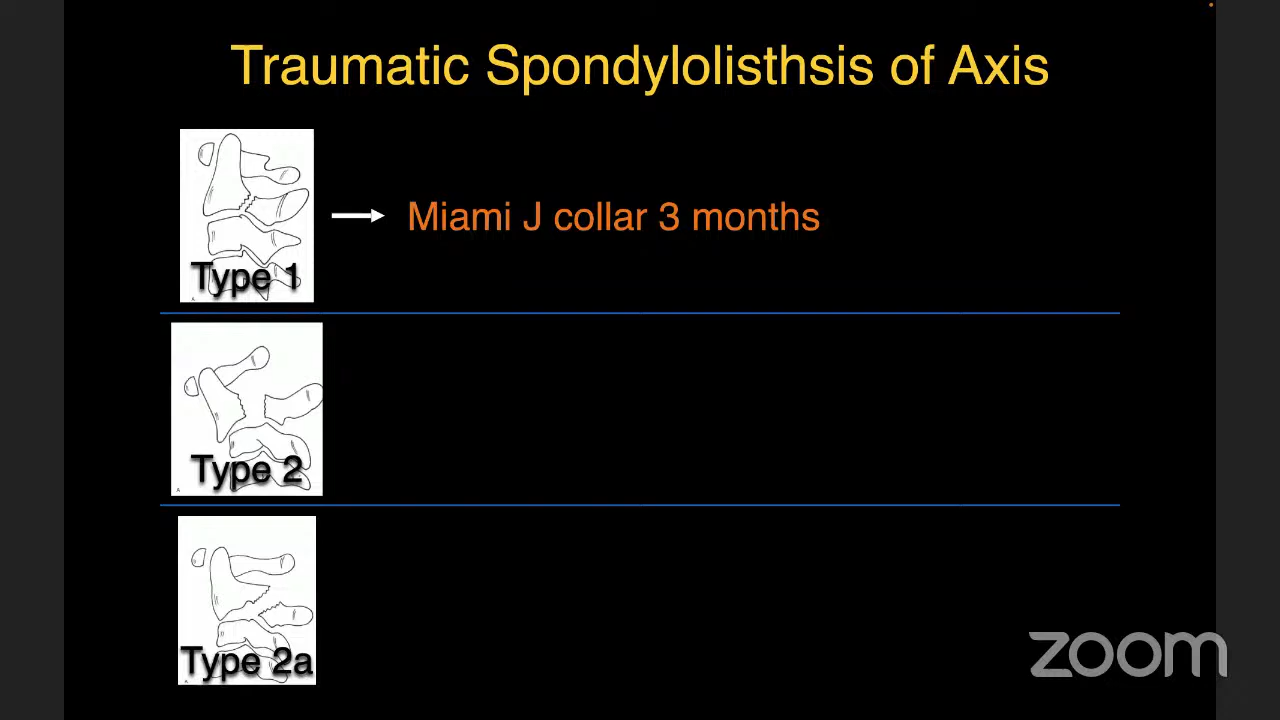 Traumatic Spondylolisthsis of Axis
Type 1
Miami J collar 3 months
Type 2
A
Type 2a
zoom